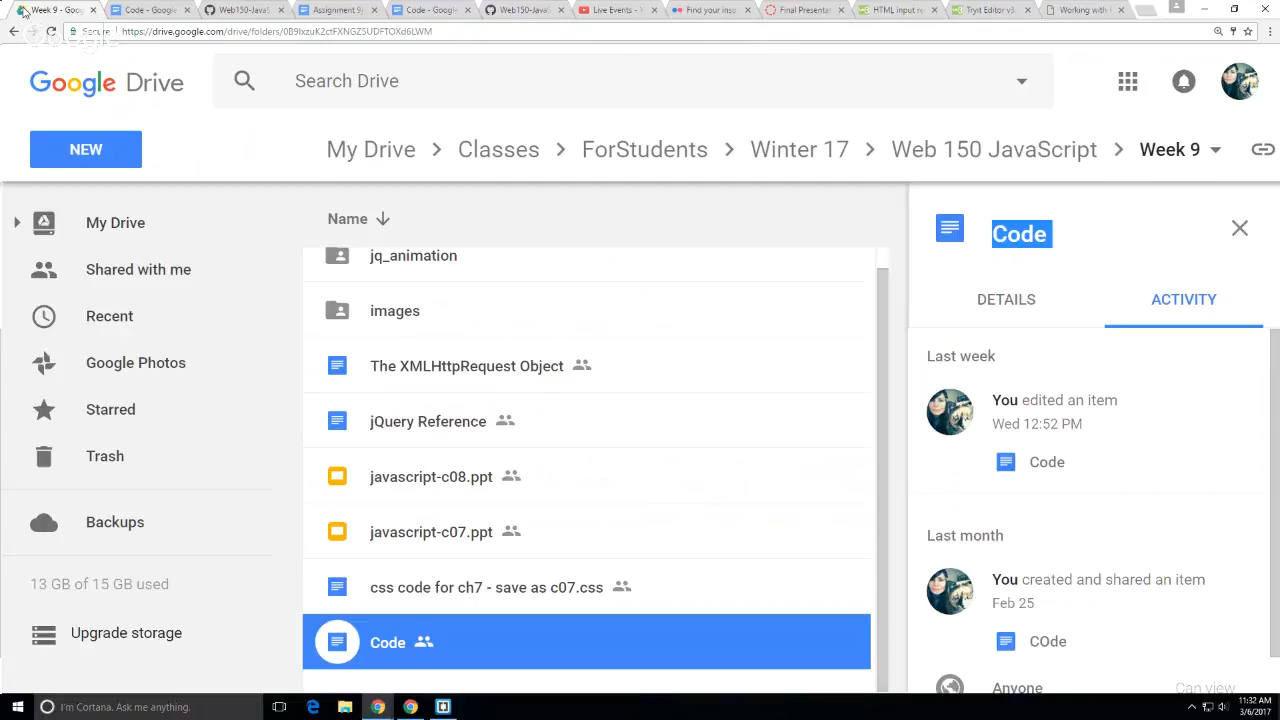 Week 9 - Goog
Code - Google
Web150-JavaS
Assignment 9
Code - Google
Web150-JavaS
Live Events - Y
Find your insp
Final Presentat
HTML input re
Tryit Editor v3
Working with
Secure
https://drive.google.com/drive/folders/0B9IxzuK2ctFXNGZ5UDFTOXd6LWM
Google Drive
Search Drive
NEW
My Drive > Classes > ForStudents > Winter 17 > Web 150 JavaScript > Week 9
My Drive
Shared with me
Recent
Google Photos
Starred
Trash
Backups
13 GB of 15 GB used
Upgrade storage
Name
jq_animation
images
The XMLHttpRequest Object
jQuery Reference
javascript-c08.ppt
javascript-c07.ppt
css code for ch7 - save as c07.css
Code
Code
DETAILS
ACTIVITY
Last week
You edited an item
Wed 12:52 PM
Code
Last month
You created and shared an item
Feb 25
COde
Anyone
Can view
I'm Cortana. Ask me anything.
11:32 AM
3/6/2017